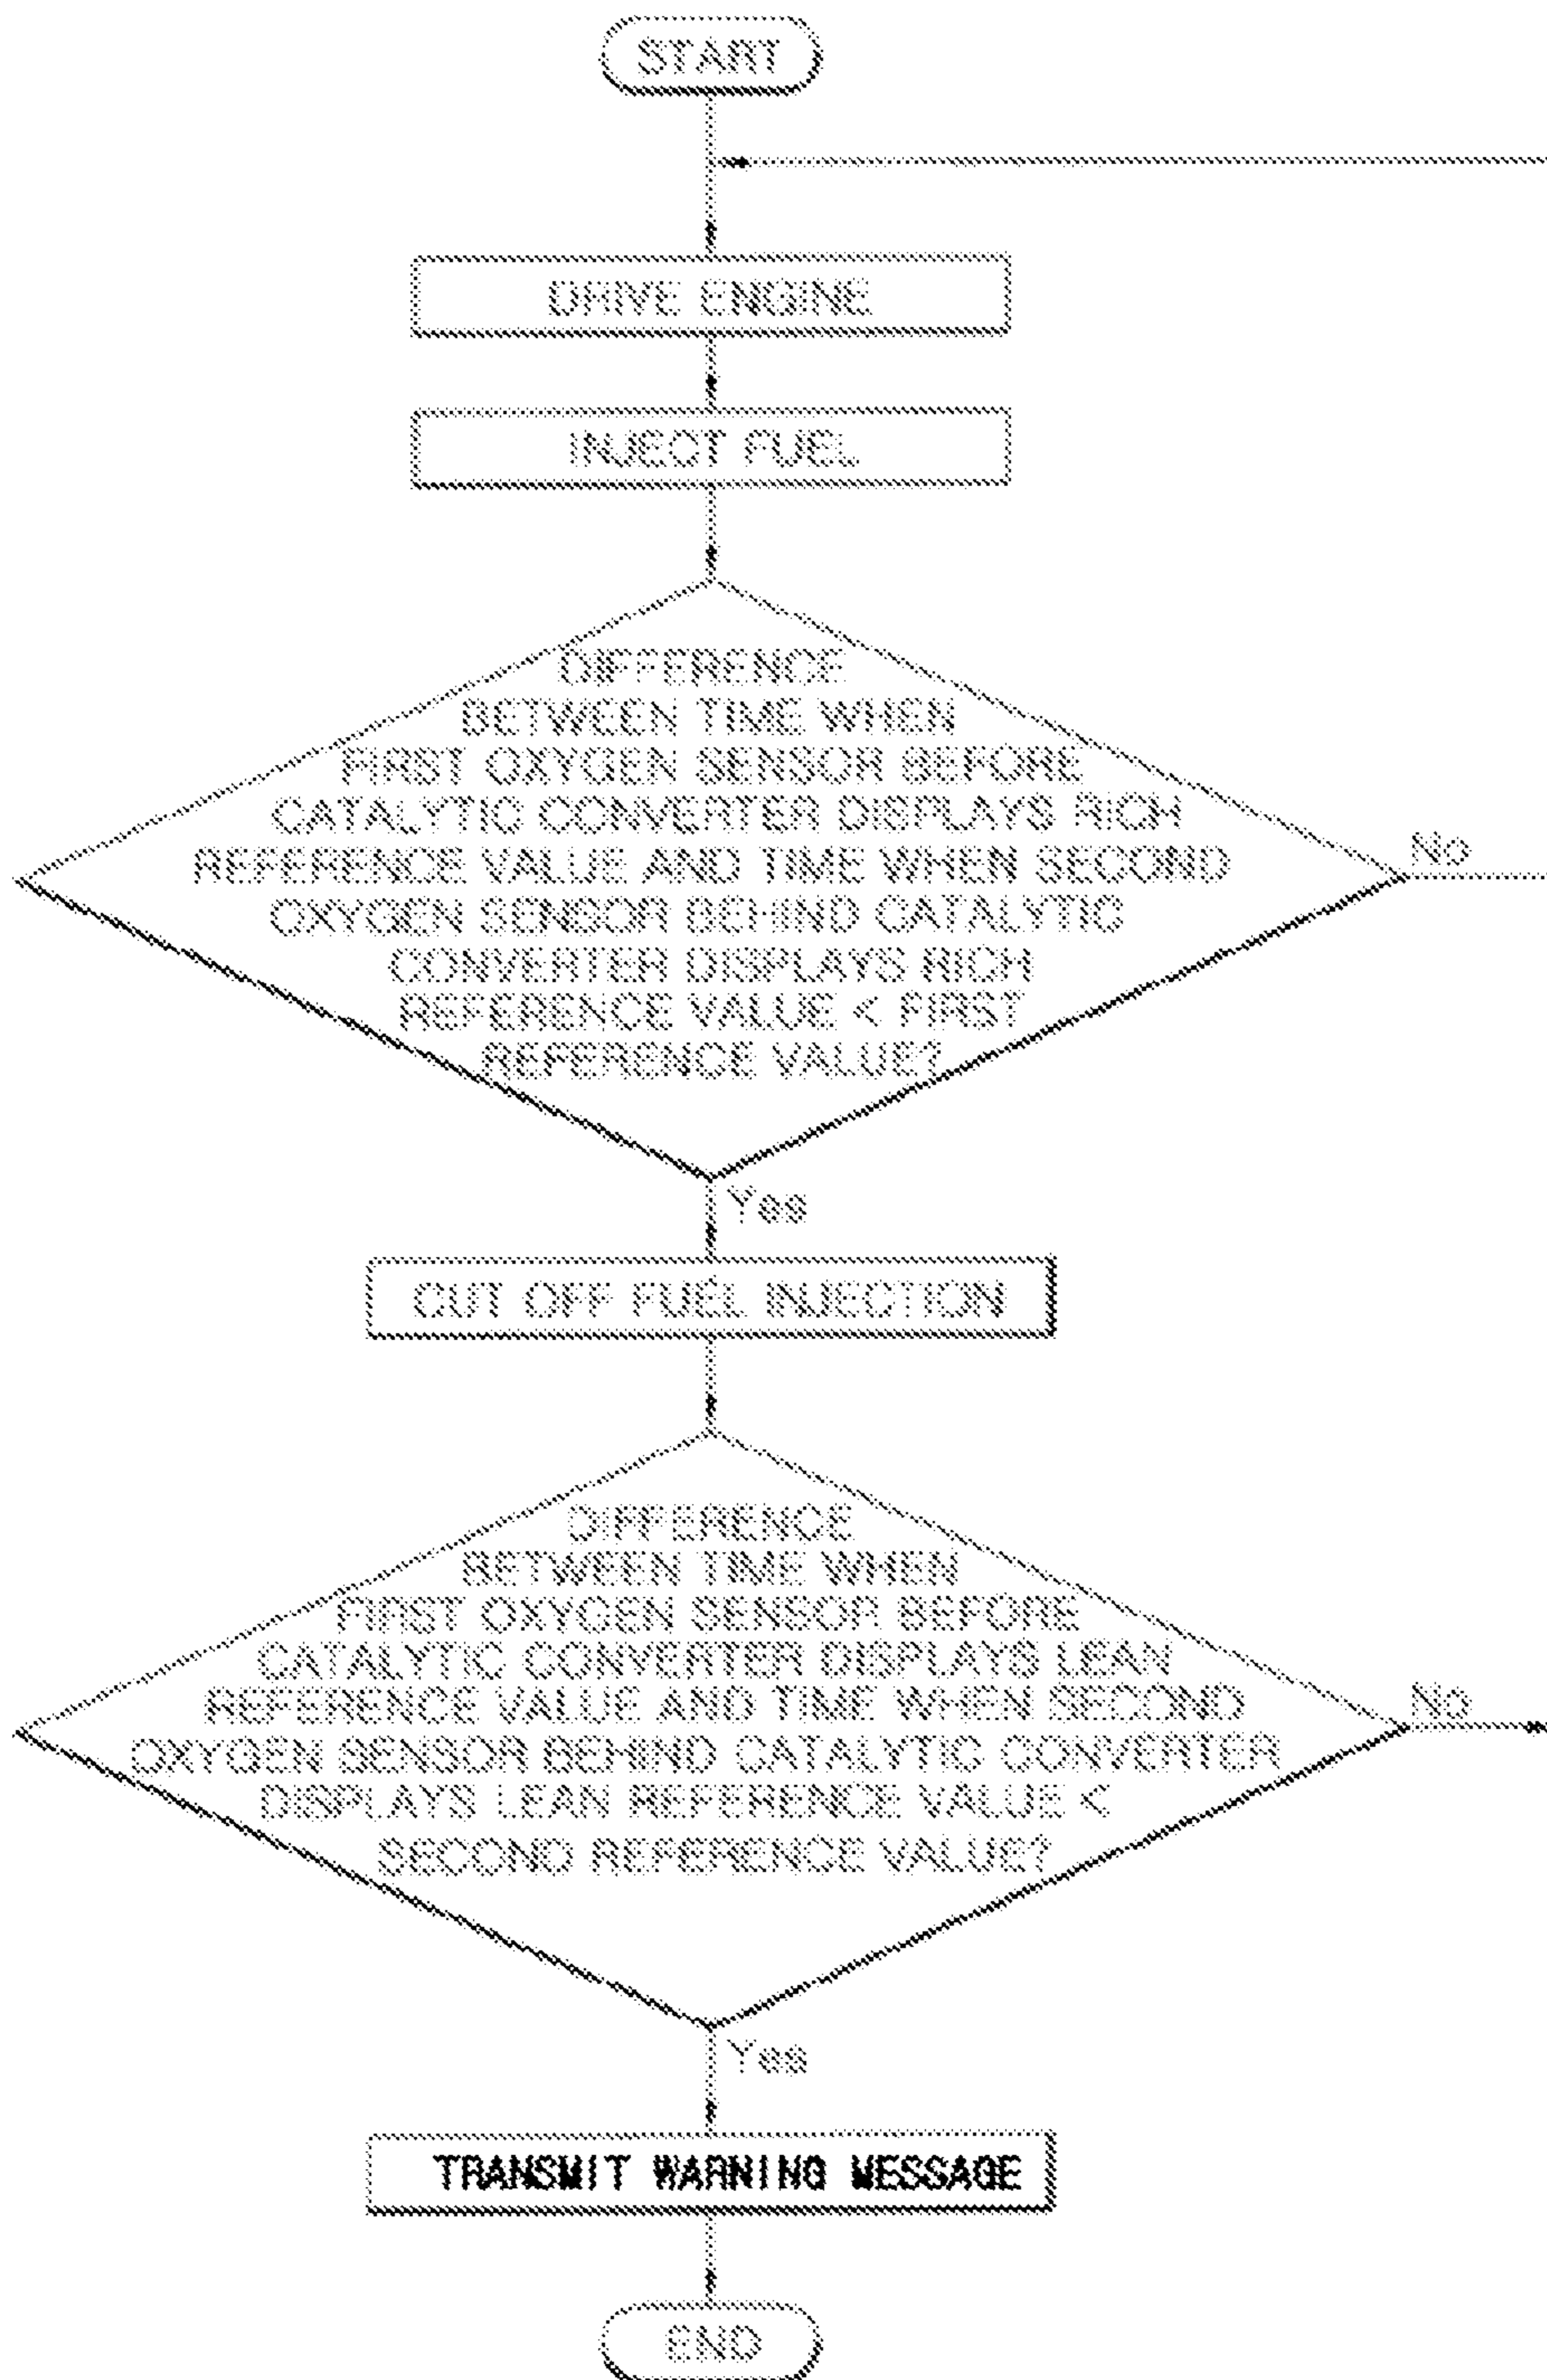 START
DRIVE ENGINE
INJECT FUEL
DIFFERENCE
BETWEEN TIME WHEN
FIRST OXYGEN SENSOR BEFORE
CATALYTIC CONVERTER DISPLAYS RICH
REFERENCE VALUE AND TIME WHEN SECOND
OXYGEN SENSOR BEHIND CATALYTIC
CONVERTER DISPLAYS RICH
REFERENCE VALUE < FIRST
REFERENCE VALUE?
No
Yes
CUT OFF FUEL INJECTION
DIFFERENCE
BETWEEN TIME WHEN
FIRST OXYGEN SENSOR BEFORE
CATALYTIC CONVERTER DISPLAYS LEAN
REFERENCE VALUE AND TIME WHEN SECOND
OXYGEN SENSOR BEHIND CATALYTIC CONVERTER
DISPLAYS LEAN REFERENCE VALUE <
SECOND REFERENCE VALUE?
No
Yes
TRANSMIT WARNING MESSAGE
END